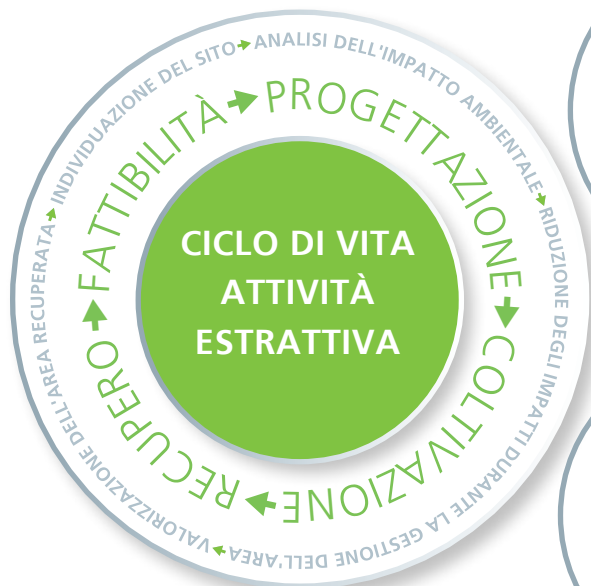 INDIVIDUAZIONE DEL SITO
ANALISI DELL'IMPATTO AMBIENTALE
RIDUZIONE DEGLI IMPATTI DURANTE LA GESTIONE DELL'AREA
VALORIZZAZIONE DELL'AREA RECUPERATA
FATTIBILITÀ
PROGETTAZIONE
COLTIVAZIONE
RECUPERO
CICLO DI VITA
ATTIVITÀ
ESTRATTIVA